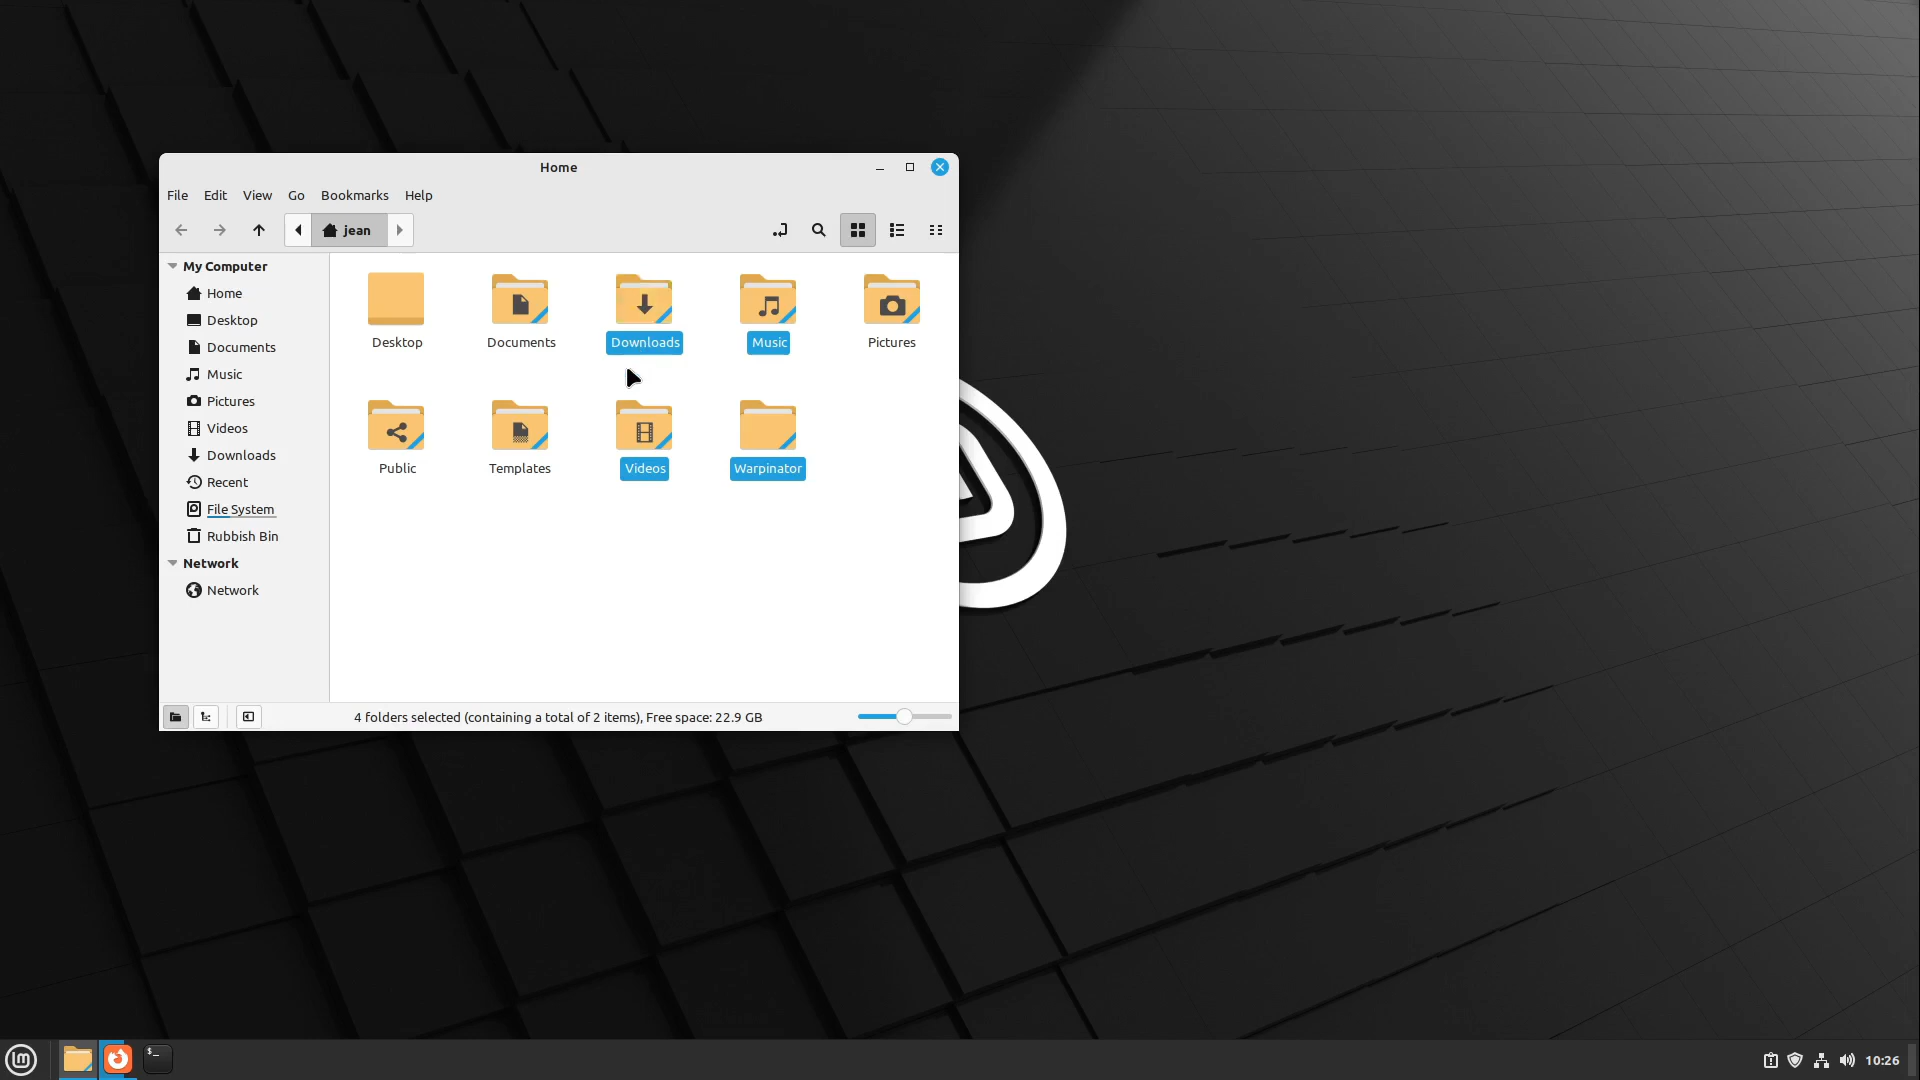 Home
File Edit View Go Bookmarks Help
jean
My Computer
Home
Desktop
Documents
Music
Pictures
Videos
Downloads
Recent
File System
Rubbish Bin
Network
Network
Desktop Documents Downloads Music Pictures
Public Templates Videos Warpinator
4 folders selected (containing a total of 2 items), Free space: 22.9 GB
$_
10:26